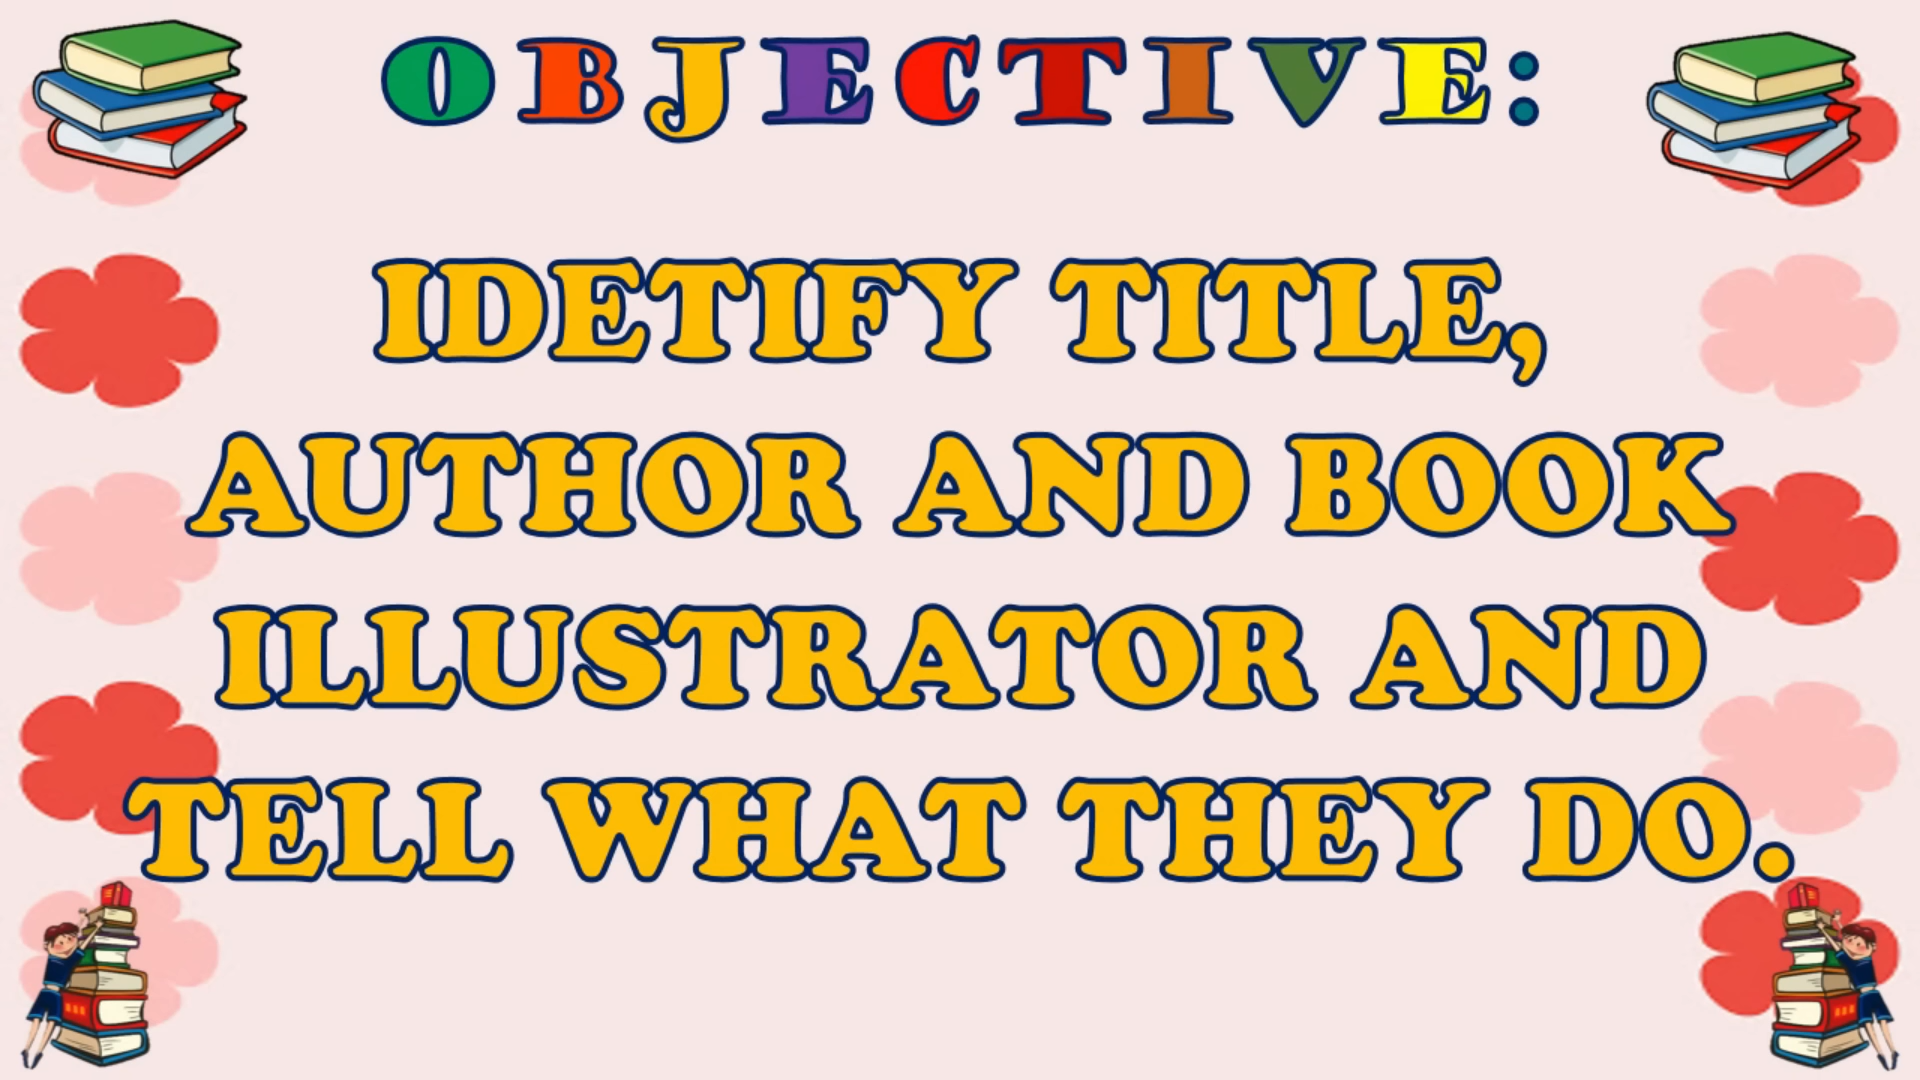 OBJECTIVE:
IDETIFY TITLE,
AUTHOR AND BOOK
ILLUSTRATOR AND
TELL WHAT THEY DO.